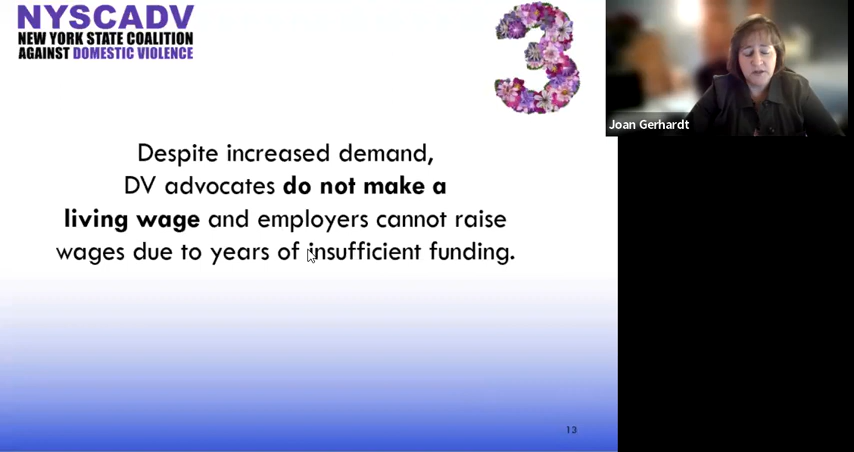 NYSCADV
NEW YORK STATE COALITION
AGAINST DOMESTIC VIOLENCE
3
Joan Gerhardt
Despite increased demand,
DV advocates do not make a
living wage and employers cannot raise
wages due to years of insufficient funding.
13